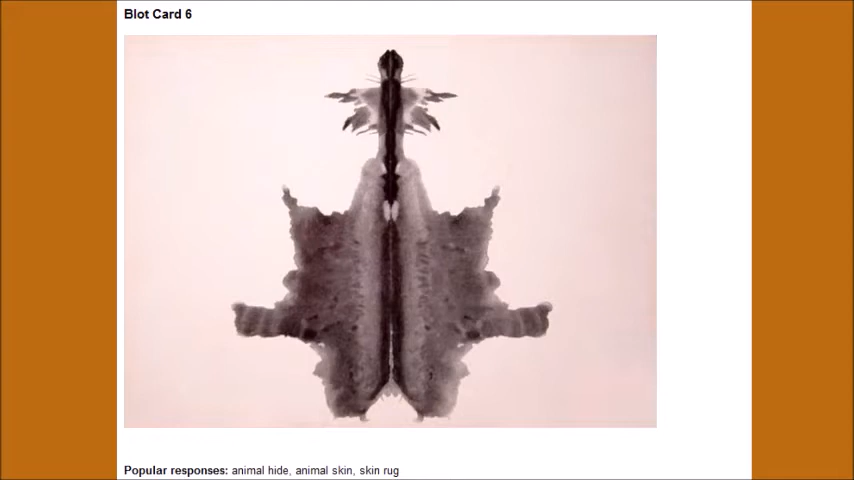 Blot Card 6
Popular responses: animal hide, animal skin, skin rug